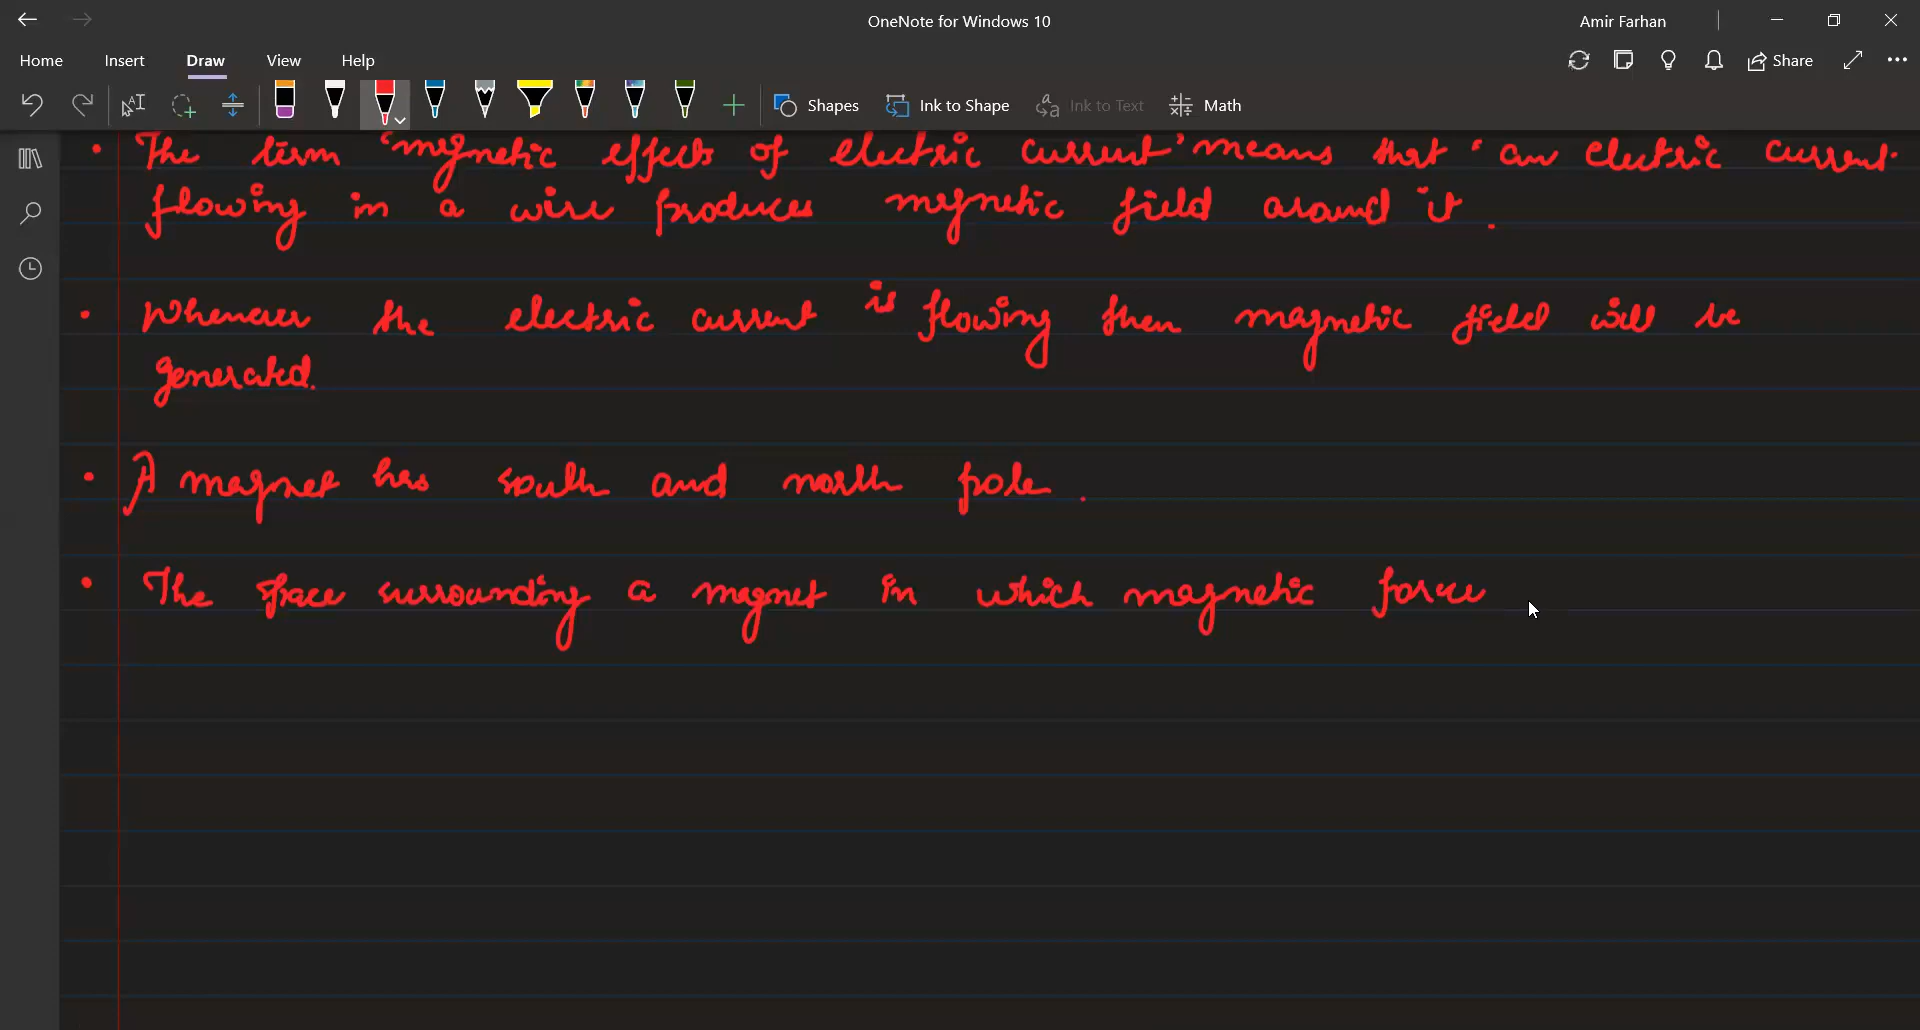 OneNote for Windows 10
Amir Farhan
Home Insert Draw View Help
Share
Shapes Ink to Shape Ink to Text Math
• The term 'magnetic effects of electric current' means that 'an electric current
flowing in a wire produces magnetic field around it.
• Whenever the electric current is flowing then magnetic field will be
generated.
• A magnet has south and north pole.
• The space surrounding a magnet in which magnetic force